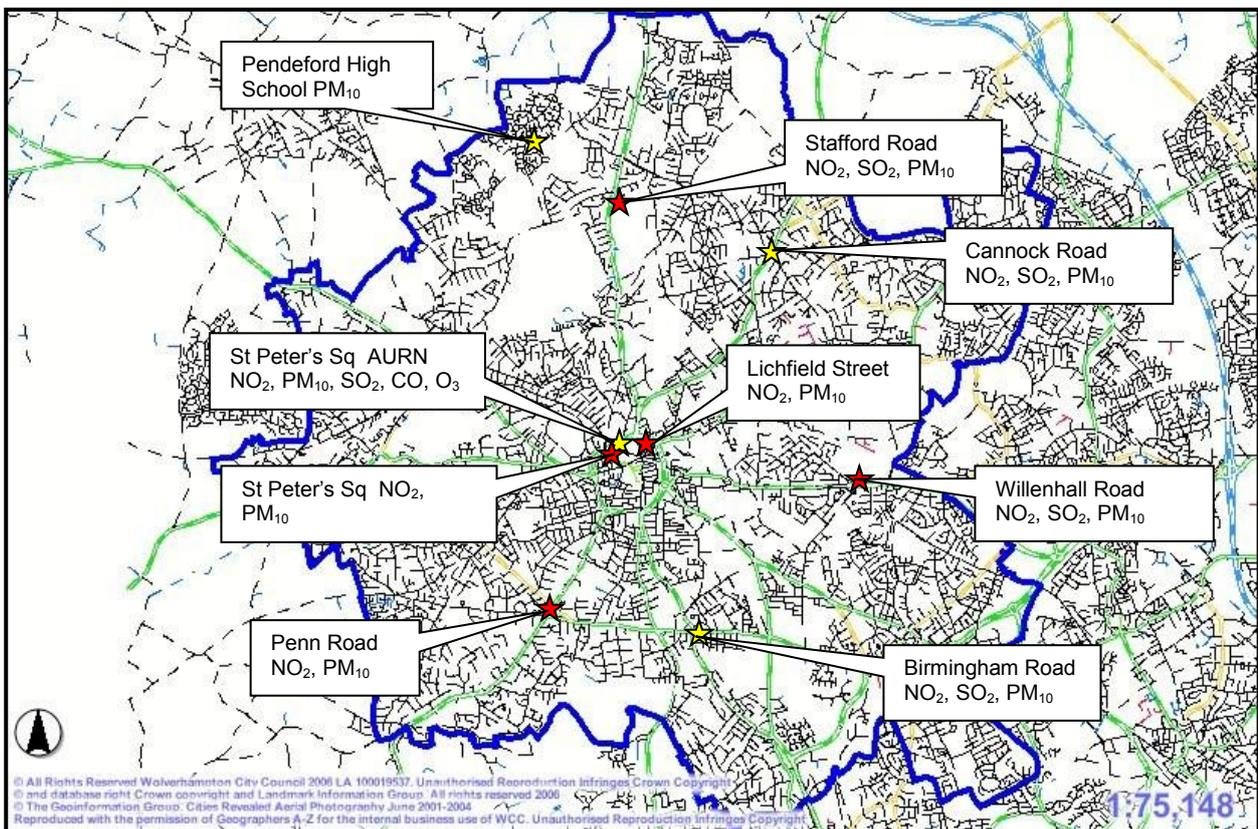 Pendeford High
School PM₁₀
Stafford Road
NO₂, SO₂, PM₁₀
Cannock Road
NO₂, SO₂, PM₁₀
St Peter's Sq AURN
NO₂, PM₁₀, SO₂, CO, O₃
Lichfield Street
NO₂, PM₁₀
St Peter's Sq NO₂,
PM₁₀
Willenhall Road
NO₂, SO₂, PM₁₀
Penn Road
NO₂, PM₁₀
Birmingham Road
NO₂, SO₂, PM₁₀
© All Rights Reserved Wolverhampton City Council 2006 LA 100019537. Unauthorised Reproduction Infringes Crown Copyright
© and database right Crown copyright and Landmark Information Group. All rights reserved 2006
© The Geoinformation Group. Cities Revealed Aerial Photography June 2001-2004
Reproduced with the permission of Geographers A-Z for the internal business use of WCC. Unauthorised Reproduction Infringes Copyright
1:75,148